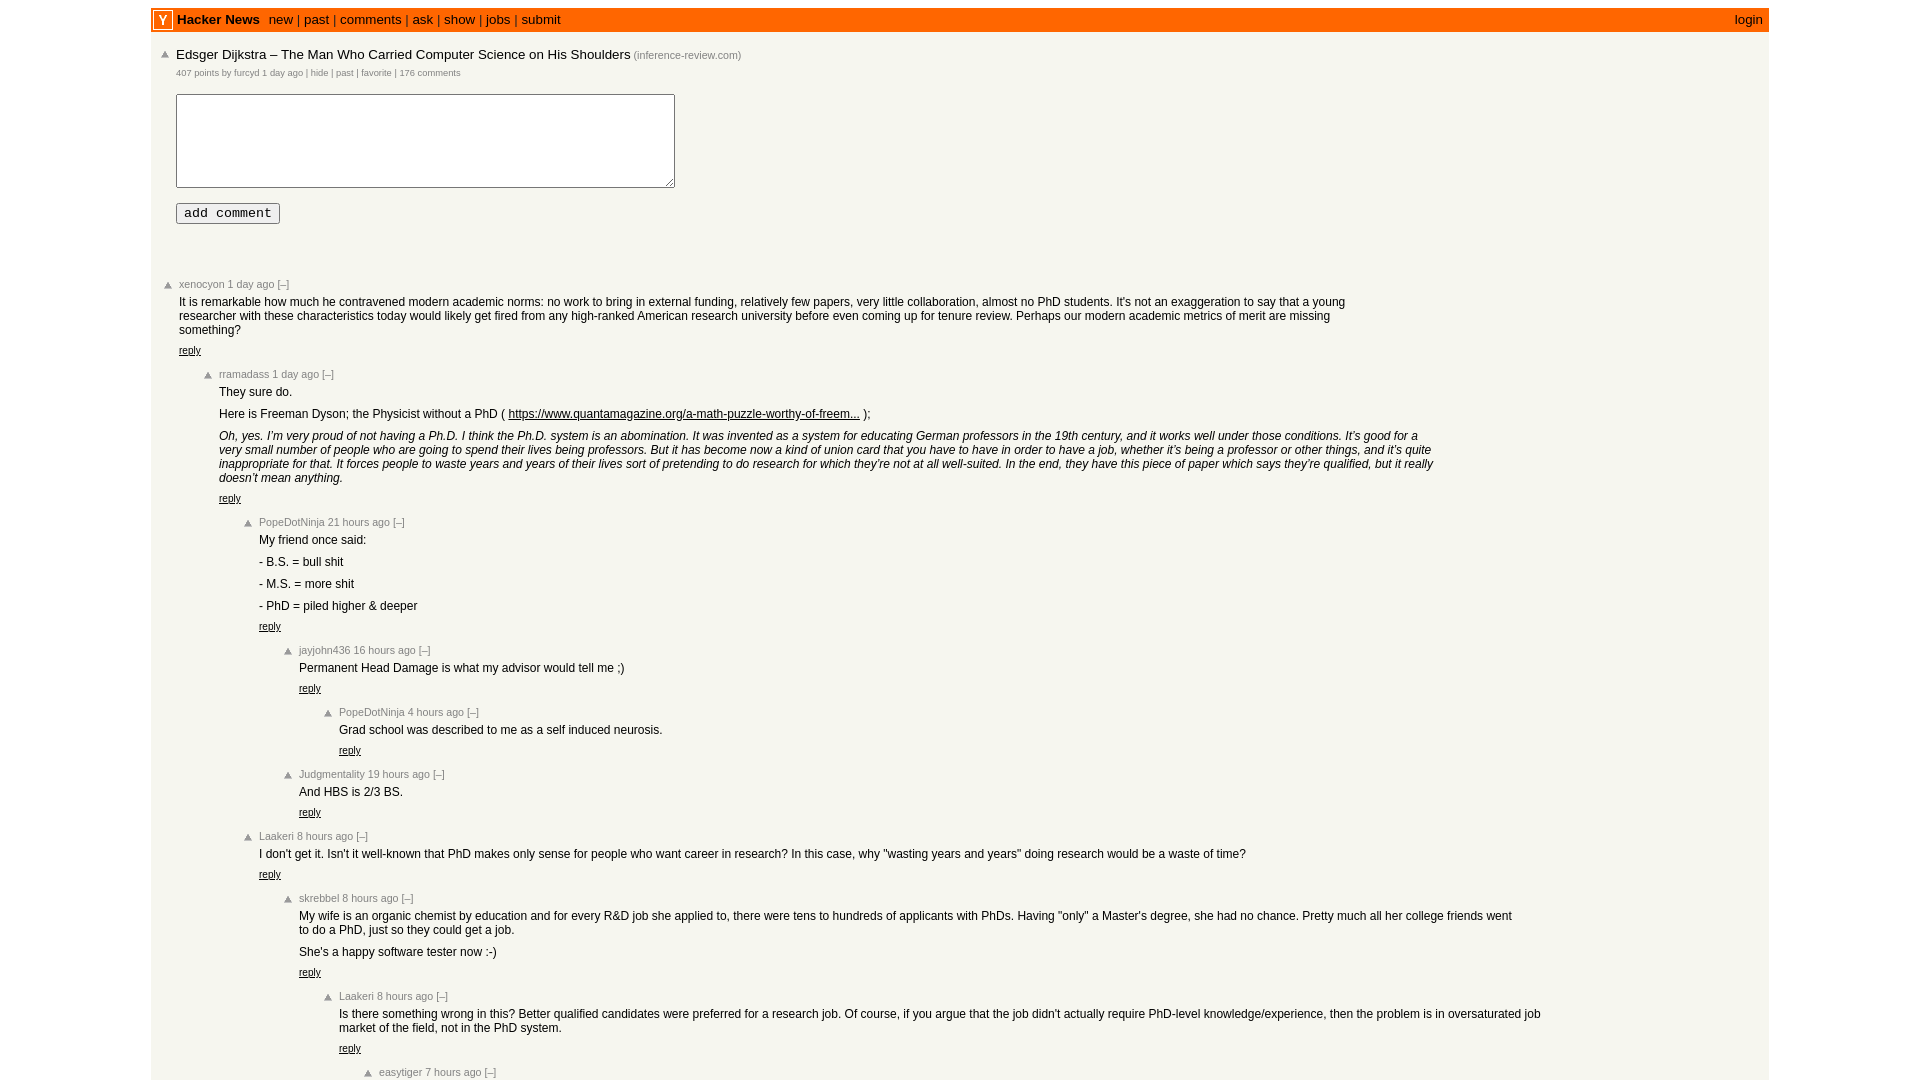 Y Hacker News new | past | comments | ask | show | jobs | submit login
Edsger Dijkstra – The Man Who Carried Computer Science on His Shoulders (inference-review.com)
407 points by furcyd 1 day ago | hide | past | favorite | 176 comments
add comment
xenocyon 1 day ago [–]
It is remarkable how much he contravened modern academic norms: no work to bring in external funding, relatively few papers, very little collaboration, almost no PhD students. It's not an exaggeration to say that a young
researcher with these characteristics today would likely get fired from any high-ranked American research university before even coming up for tenure review. Perhaps our modern academic metrics of merit are missing
something?
reply
rramadass 1 day ago [–]
They sure do.
Here is Freeman Dyson; the Physicist without a PhD ( https://www.quantamagazine.org/a-math-puzzle-worthy-of-freem... );
Oh, yes. I’m very proud of not having a Ph.D. I think the Ph.D. system is an abomination. It was invented as a system for educating German professors in the 19th century, and it works well under those conditions. It’s good for a
very small number of people who are going to spend their lives being professors. But it has become now a kind of union card that you have to have in order to have a job, whether it’s being a professor or other things, and it’s quite
inappropriate for that. It forces people to waste years and years of their lives sort of pretending to do research for which they’re not at all well-suited. In the end, they have this piece of paper which says they’re qualified, but it really
doesn’t mean anything.
reply
PopeDotNinja 21 hours ago [–]
My friend once said:
- B.S. = bull shit
- M.S. = more shit
- PhD = piled higher & deeper
reply
jayjohn436 16 hours ago [–]
Permanent Head Damage is what my advisor would tell me ;)
reply
PopeDotNinja 4 hours ago [–]
Grad school was described to me as a self induced neurosis.
reply
Judgmentality 19 hours ago [–]
And HBS is 2/3 BS.
reply
Laakeri 8 hours ago [–]
I don't get it. Isn't it well-known that PhD makes only sense for people who want career in research? In this case, why "wasting years and years" doing research would be a waste of time?
reply
skrebbel 8 hours ago [–]
My wife is an organic chemist by education and for every R&D job she applied to, there were tens to hundreds of applicants with PhDs. Having "only" a Master's degree, she had no chance. Pretty much all her college friends went
to do a PhD, just so they could get a job.
She's a happy software tester now :-)
reply
Laakeri 8 hours ago [–]
Is there something wrong in this? Better qualified candidates were preferred for a research job. Of course, if you argue that the job didn't actually require PhD-level knowledge/experience, then the problem is in oversaturated job
market of the field, not in the PhD system.
reply
easytiger 7 hours ago [–]